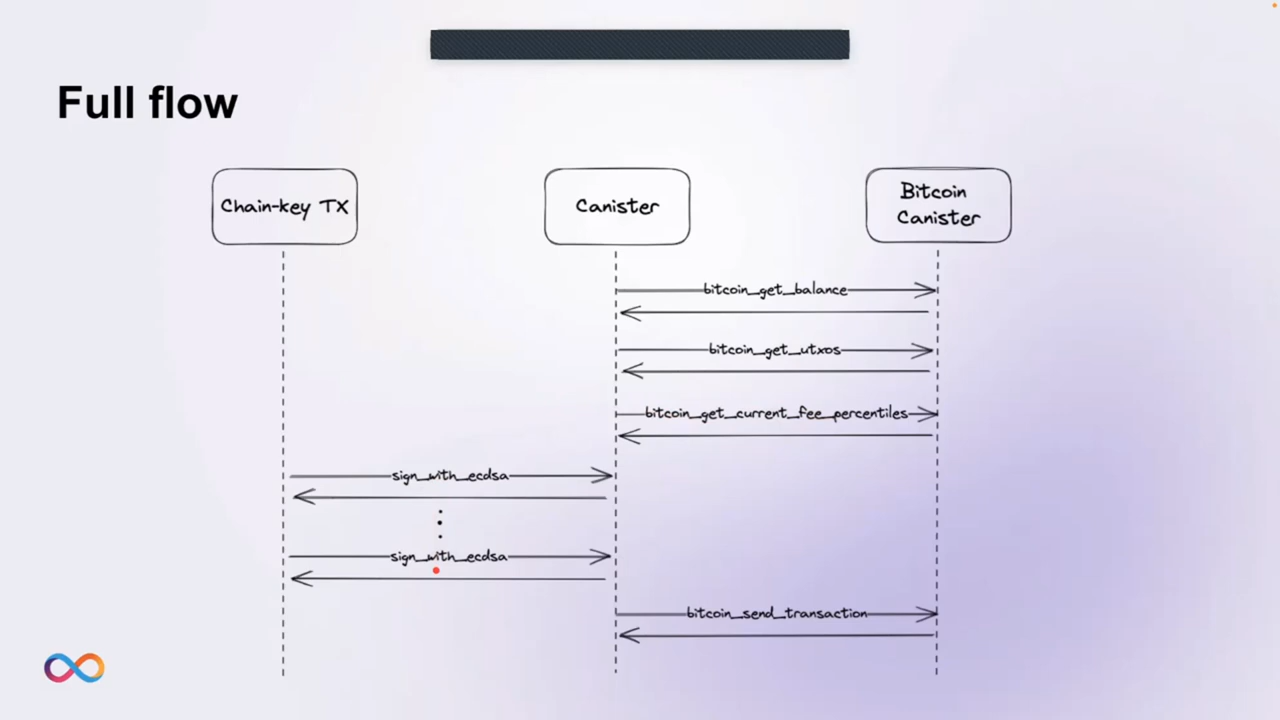 Full flow
Chain-key TX
Canister
Bitcoin
Canister
bitcoin_get_balance
bitcoin_get_utxos
bitcoin_get_current_fee_percentiles
sign_with_ecdsa
sign_with_ecdsa
bitcoin_send_transaction